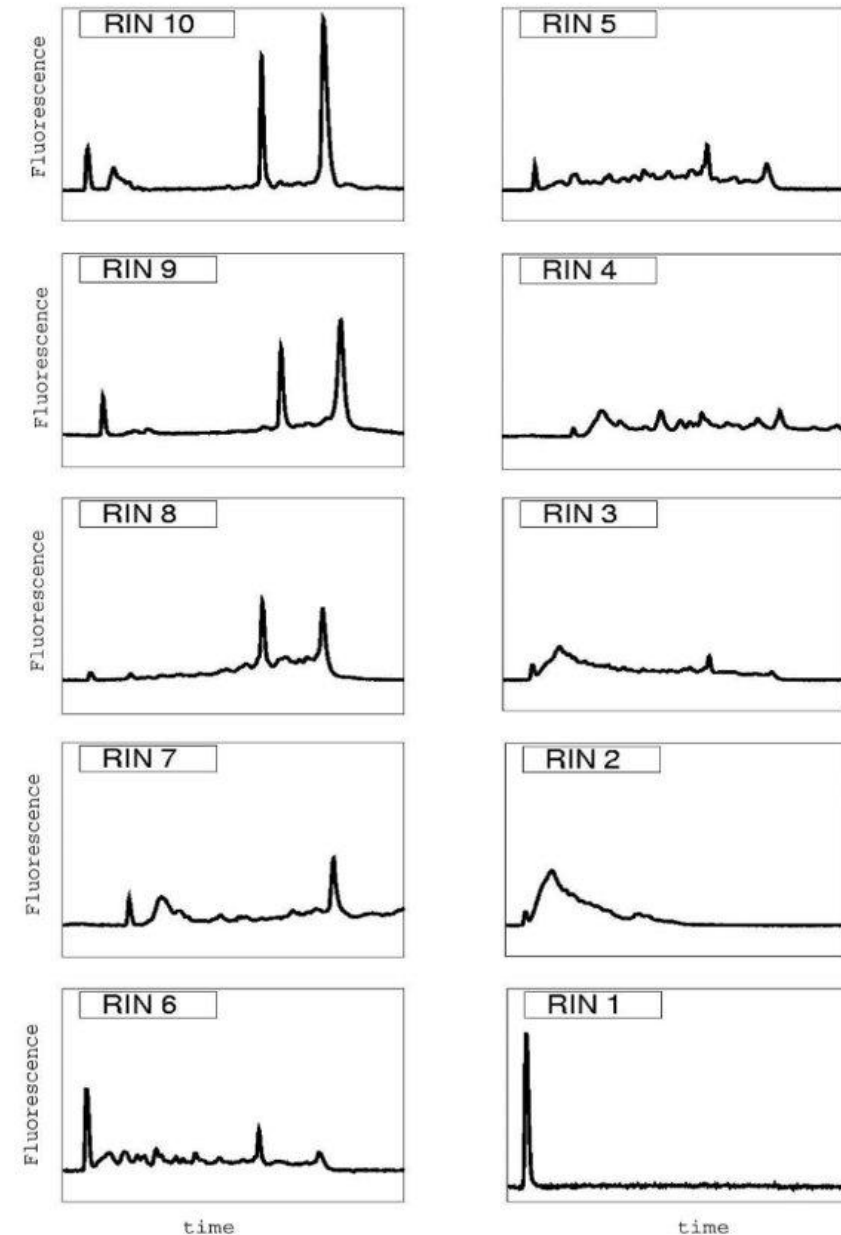 RIN 10
Fluorescence
RIN 5
RIN 9
Fluorescence
RIN 4
RIN 8
Fluorescence
RIN 3
RIN 7
Fluorescence
RIN 2
RIN 6
Fluorescence
RIN 1
time
time